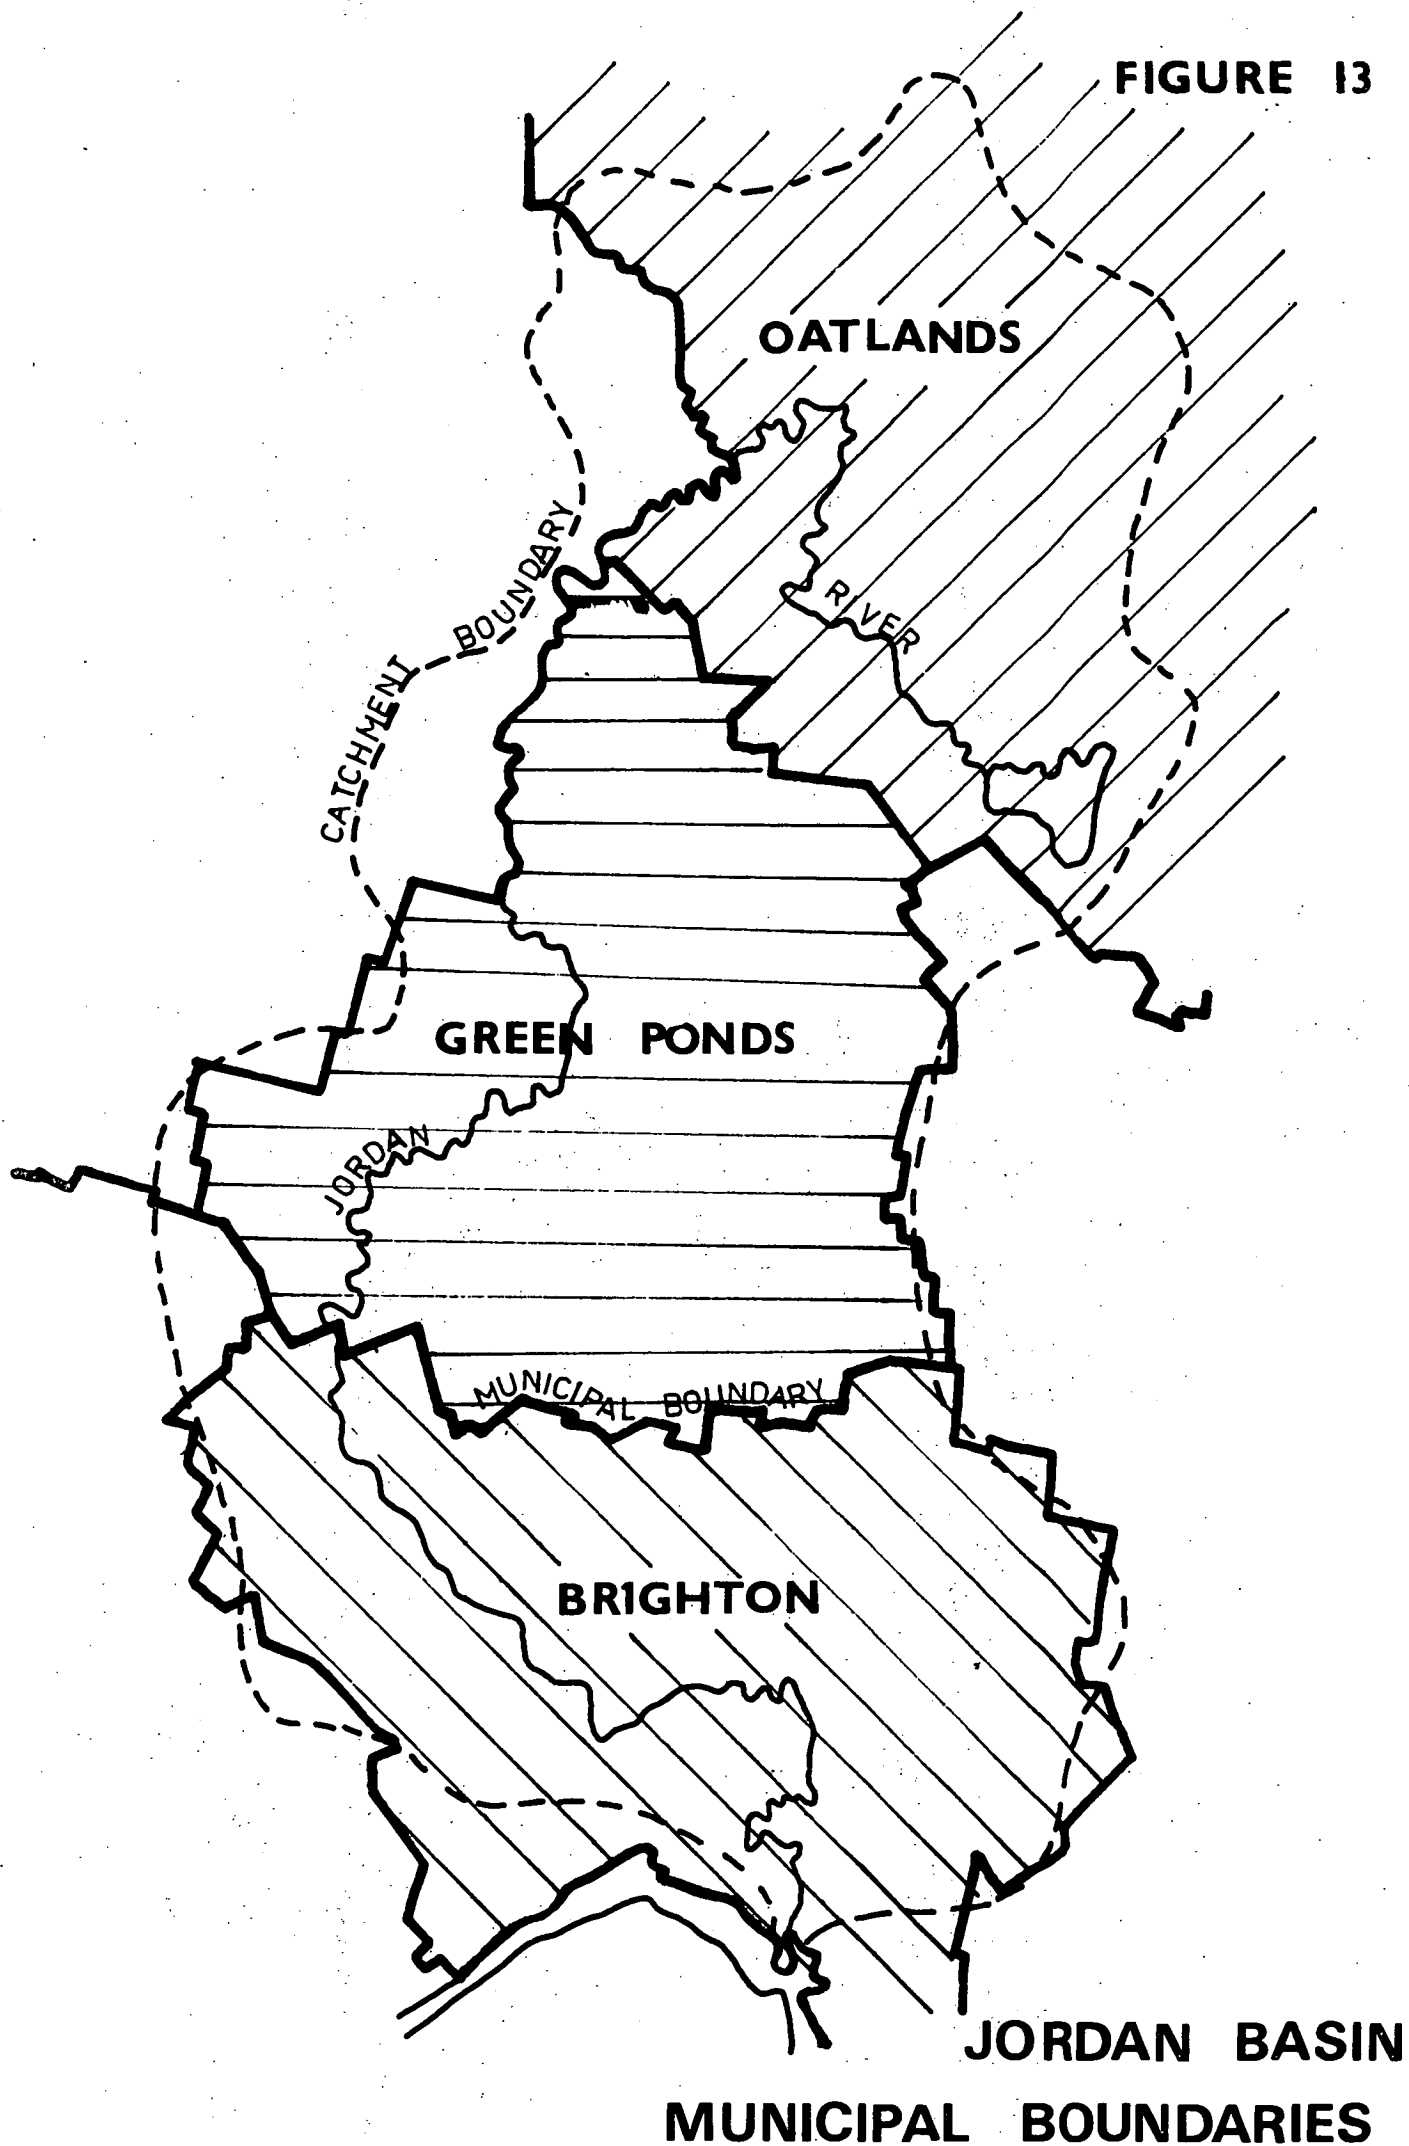 FIGURE 13
OATLANDS
RIVER
CATCHMENT BOUNDARY
GREEN PONDS
JORDAN
MUNICIPAL BOUNDARY
BRIGHTON
JORDAN BASIN
MUNICIPAL BOUNDARIES